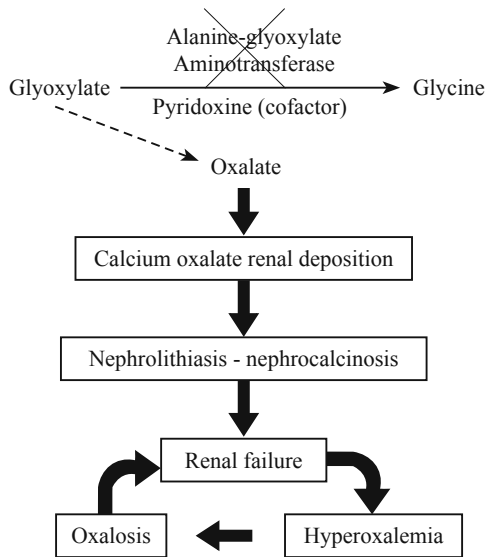 Alanine-glyoxylate
Aminotransferase
Glyoxylate
Glycine
Pyridoxine (cofactor)
Oxalate
Calcium oxalate renal deposition
Nephrolithiasis - nephrocalcinosis
Renal failure
Oxalosis
Hyperoxalemia